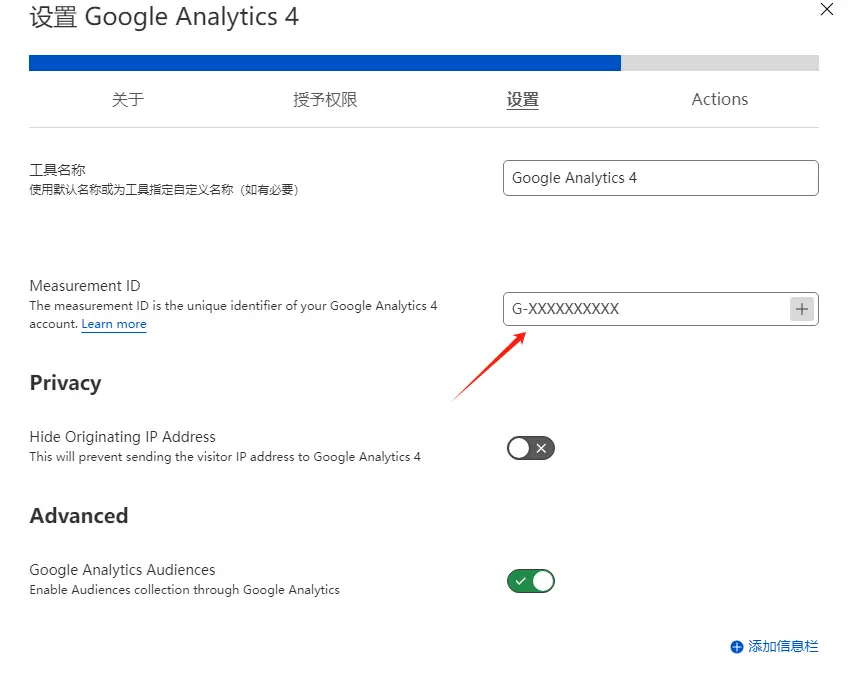 设置 Google Analytics 4
关于
授予权限
设置
Actions
工具名称
使用默认名称或为工具指定自定义名称（如有必要）
Google Analytics 4
Measurement ID
The measurement ID is the unique identifier of your Google Analytics 4
account. Learn more
G-XXXXXXXXXX
Privacy
Hide Originating IP Address
This will prevent sending the visitor IP address to Google Analytics 4
Advanced
Google Analytics Audiences
Enable Audiences collection through Google Analytics
添加信息栏